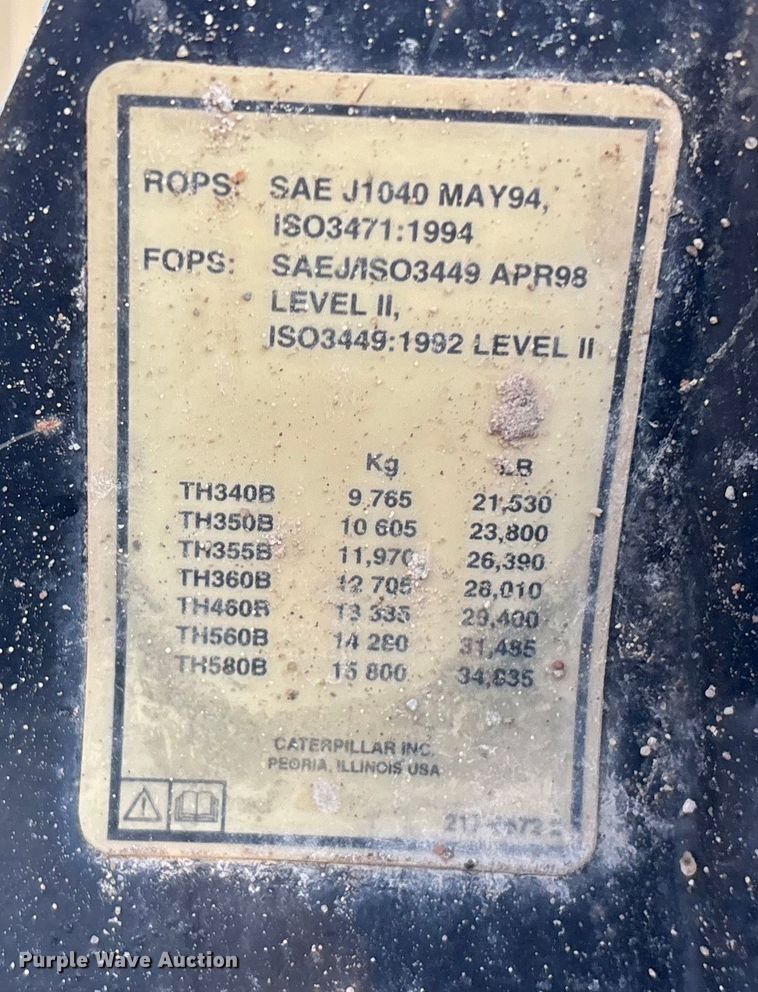 ROPS: SAE J1040 MAY94,
ISO3471:1994
FOPS: SAEJ/ISO3449 APR98
LEVEL II,
ISO3449:1992 LEVEL II
Kg LB
TH340B 9,765 21,530
TH350B 10 605 23,800
TH355B 11,970 26,390
TH360B 12 705 28,010
TH460B 13 335 29,400
TH560B 14 280 31,485
TH580B 15 800 34,835
CATERPILLAR INC.
PEORIA, ILLINOIS USA
Purple Wave Auction